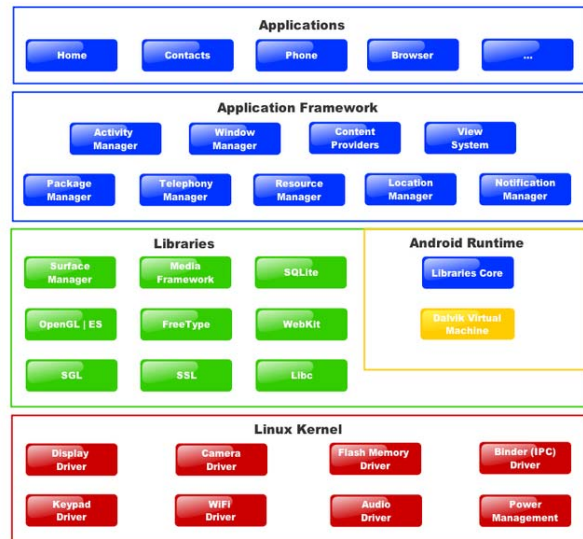 Applications
Home
Contacts
Phone
Browser
...
Application Framework
Activity
Manager
Window
Manager
Content
Providers
View
System
Package
Manager
Telephony
Manager
Resource
Manager
Location
Manager
Notification
Manager
Libraries
Surface
Manager
Media
Framework
SQLite
OpenGL | ES
FreeType
WebKit
SGL
SSL
Libc
Android Runtime
Libraries Core
Dalvik Virtual
Machine
Linux Kernel
Display
Driver
Camera
Driver
Flash Memory
Driver
Binder (IPC)
Driver
Keypad
Driver
WiFi
Driver
Audio
Driver
Power
Management